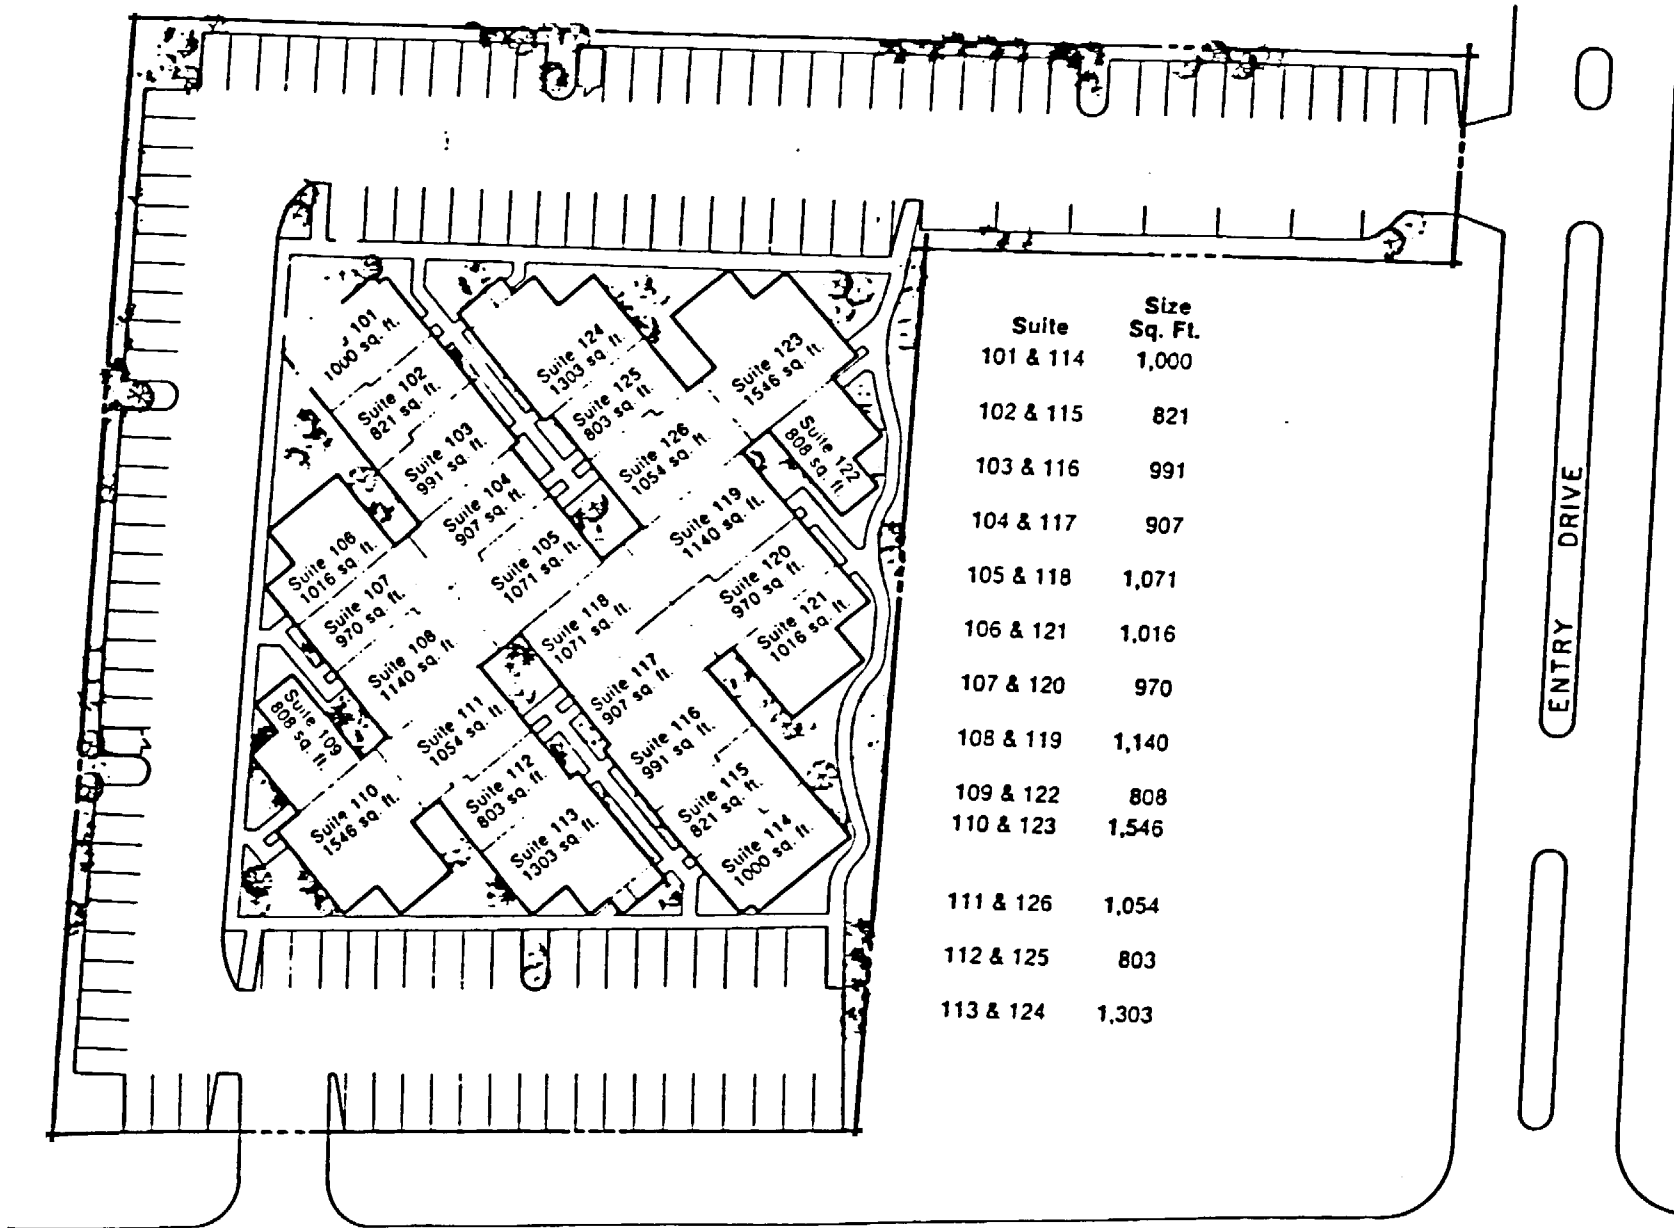 Suite 101
1000 sq. ft.
Suite 102
821 sq. ft.
Suite 103
991 sq. ft.
Suite 104
907 sq. ft.
Suite 105
1071 sq. ft.
Suite 106
1016 sq. ft.
Suite 107
970 sq. ft.
Suite 108
1140 sq. ft.
Suite 109
808 sq. ft.
Suite 110
1546 sq. ft.
Suite 111
1054 sq. ft.
Suite 112
803 sq. ft.
Suite 113
1303 sq. ft.
Suite 114
1000 sq. ft.
Suite 115
821 sq. ft.
Suite 116
991 sq. ft.
Suite 117
907 sq. ft.
Suite 118
1071 sq. ft.
Suite 119
1140 sq. ft.
Suite 120
970 sq. ft.
Suite 121
1016 sq. ft.
Suite 122
808 sq. ft.
Suite 123
1546 sq. ft.
Suite 124
1303 sq. ft.
Suite 125
803 sq. ft.
Suite 126
1054 sq. ft.
Size
Suite Sq. Ft.
101 & 114 1,000
102 & 115 821
103 & 116 991
104 & 117 907
105 & 118 1,071
106 & 121 1,016
107 & 120 970
108 & 119 1,140
109 & 122 808
110 & 123 1,546
111 & 126 1,054
112 & 125 803
113 & 124 1,303
ENTRY DRIVE